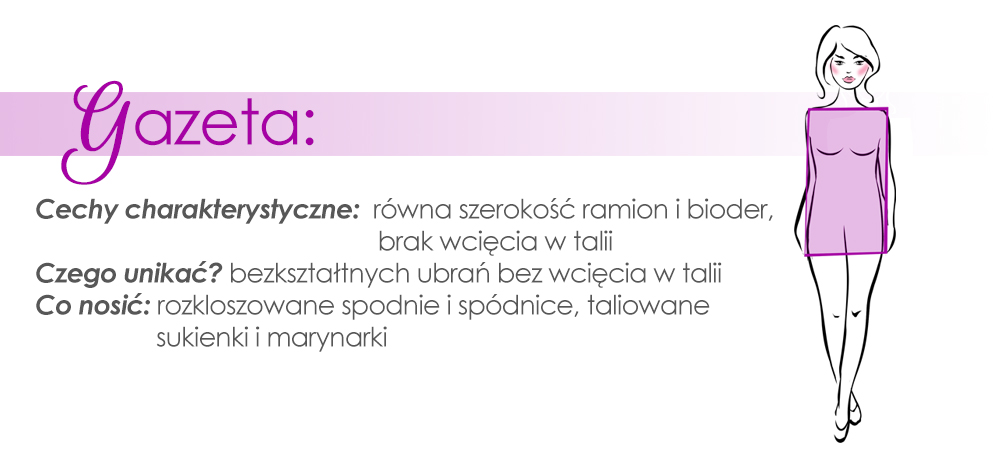 Gazeta:
Cechy charakterystyczne: równa szerokość ramion i bioder,
brak wcięcia w talii
Czego unikać? bezkształtnych ubrań bez wcięcia w talii
Co nosić: rozkloszowane spodnie i spódnice, taliowane
sukienki i marynarki